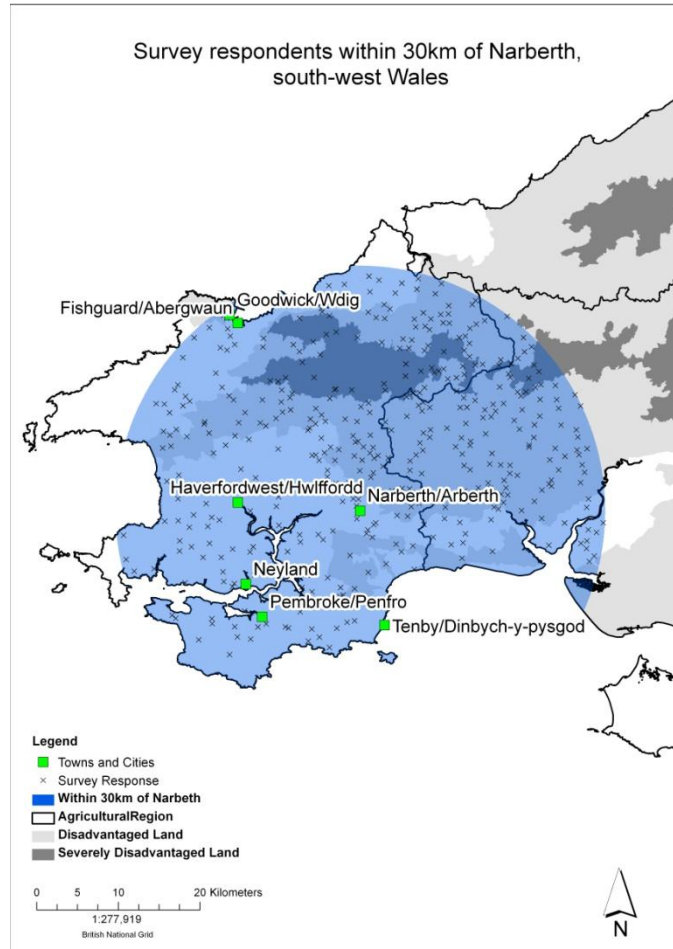 Survey respondents within 30km of Narberth,
south-west Wales
Goodwick/Wdig
Fishguard/Abergwaun
Haverfordwest/Hwlffordd
Narberth/Arberth
Neyland
Pembroke/Penfro
Tenby/Dinbych-y-pysgod
Legend
Towns and Cities
Survey Response
Within 30km of Narbeth
AgriculturalRegion
Disadvantaged Land
Severely Disadvantaged Land
0 5 10 20 Kilometers
1:277,919
British National Grid
N